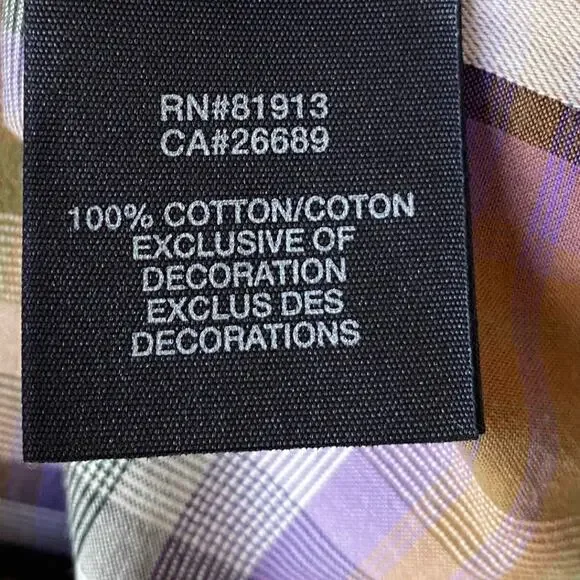 RN#81913
CA#26689
100% COTTON/COTON
EXCLUSIVE OF
DECORATION
EXCLUS DES
DECORATIONS